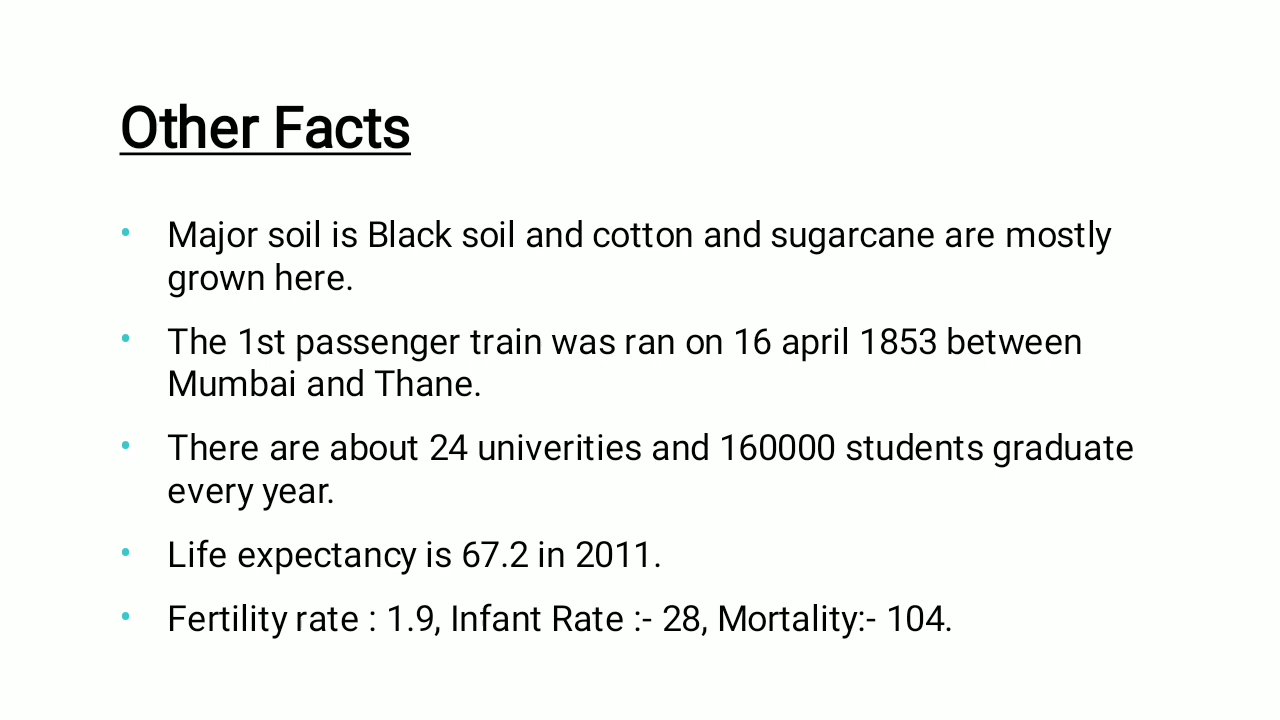 Other Facts
• Major soil is Black soil and cotton and sugarcane are mostly
grown here.
• The 1st passenger train was ran on 16 april 1853 between
Mumbai and Thane.
• There are about 24 univerities and 160000 students graduate
every year.
• Life expectancy is 67.2 in 2011.
• Fertility rate : 1.9, Infant Rate :- 28, Mortality:- 104.